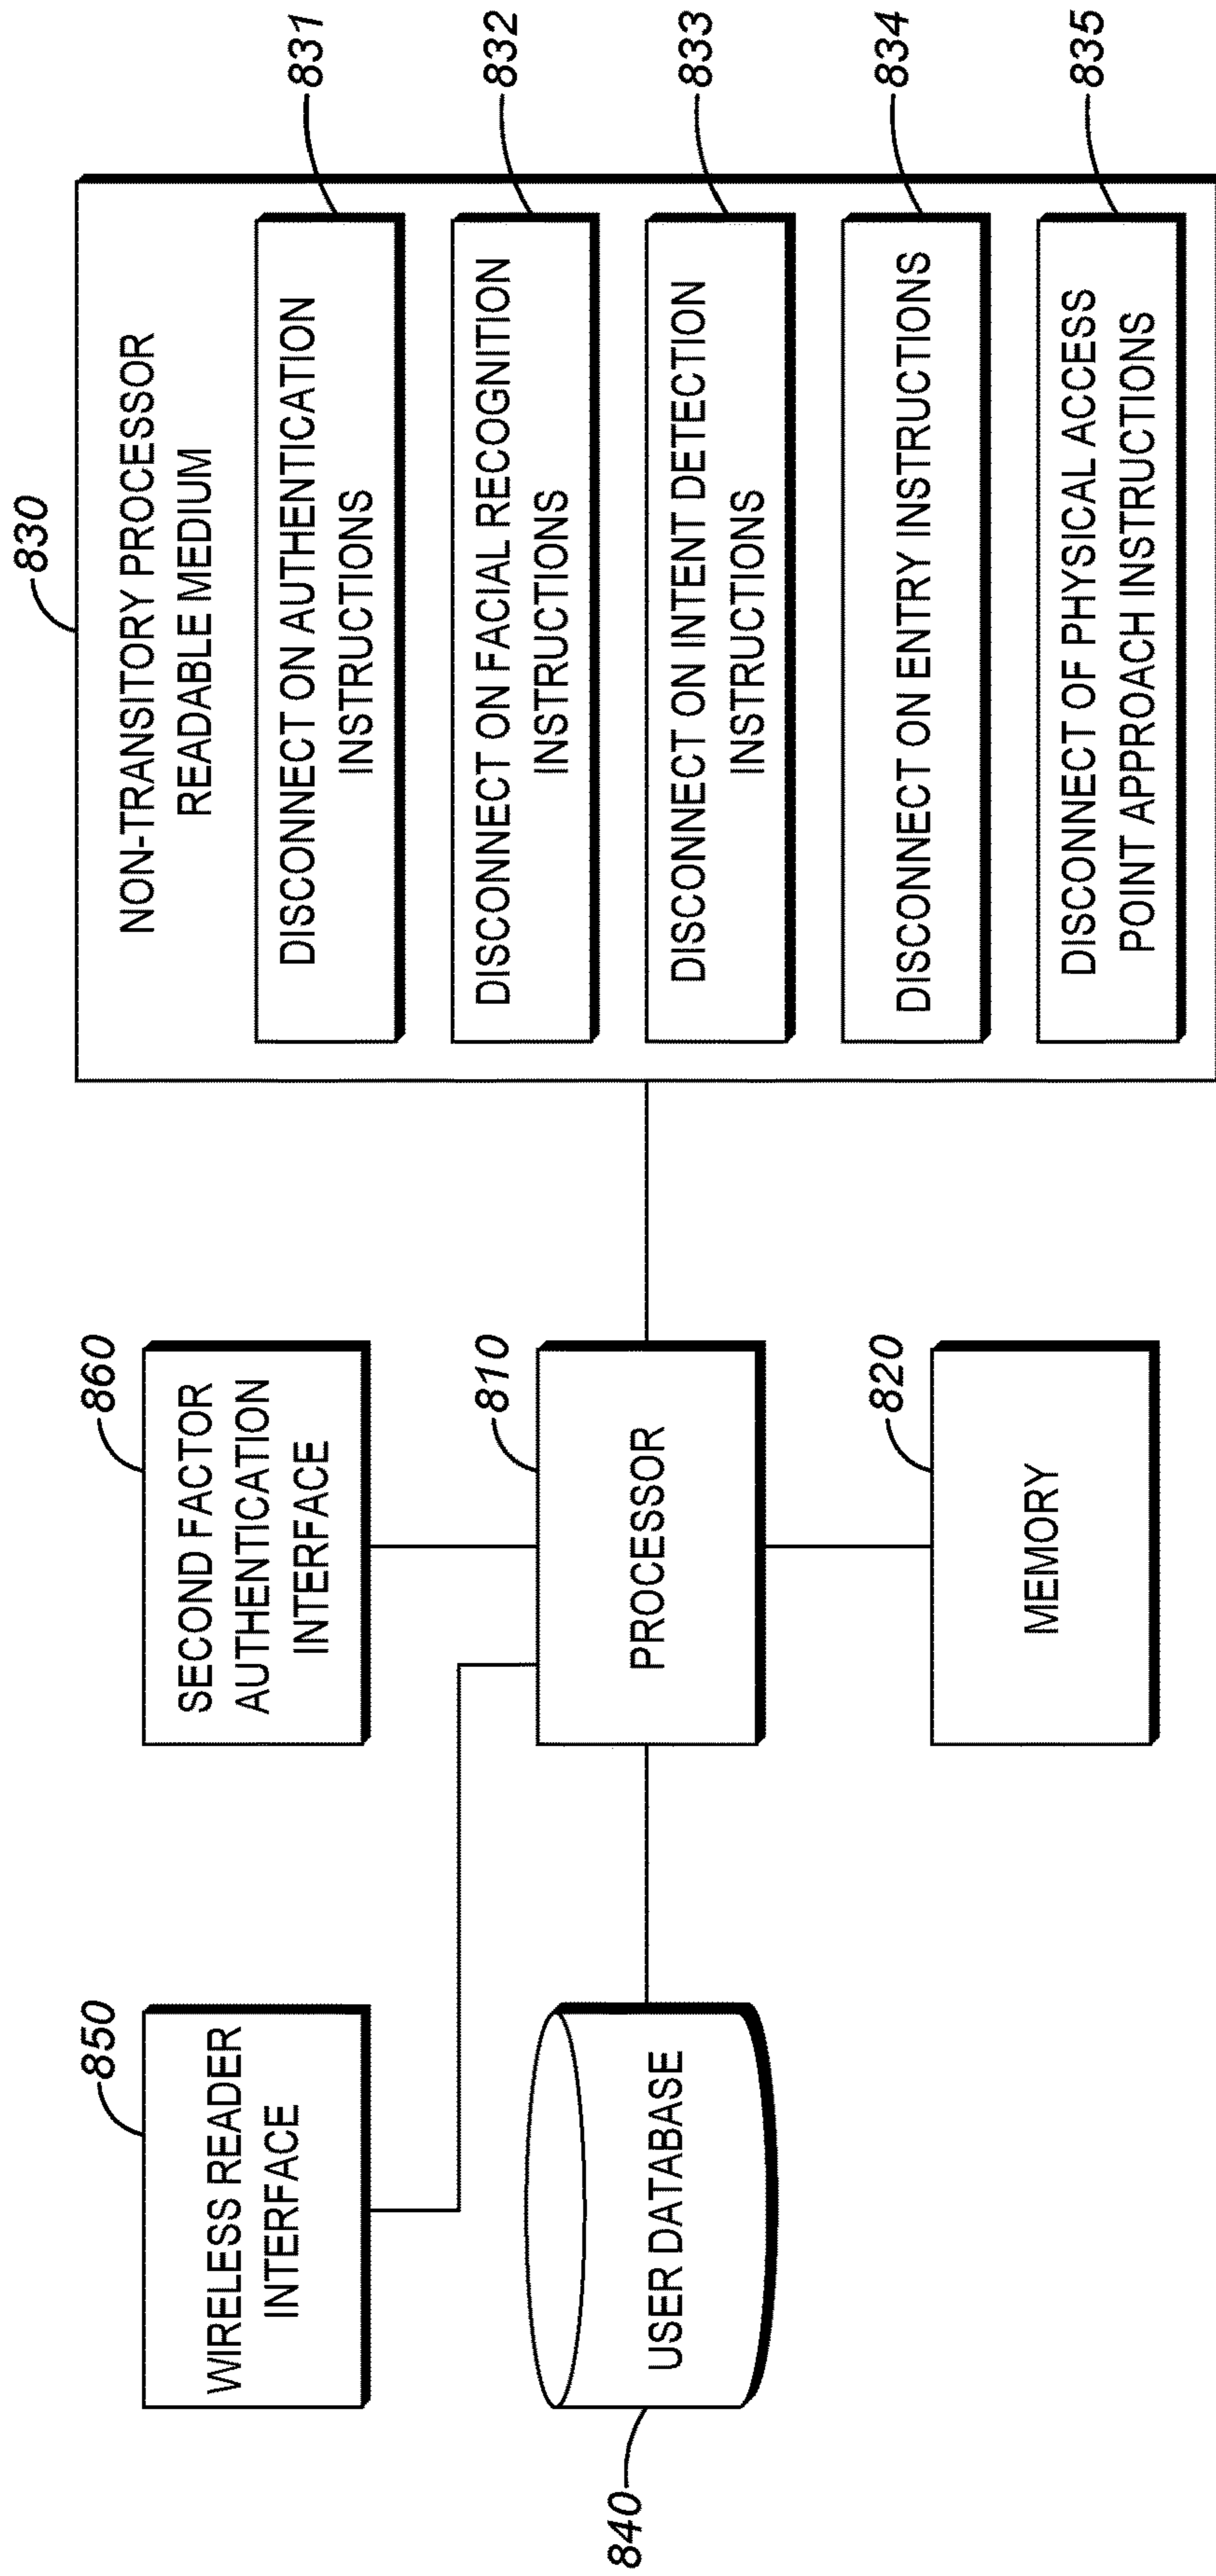 850
WIRELESS READER
INTERFACE
860
SECOND FACTOR
AUTHENTICATION
INTERFACE
840
USER DATABASE
810
PROCESSOR
820
MEMORY
830
NON-TRANSITORY PROCESSOR
READABLE MEDIUM
DISCONNECT ON AUTHENTICATION
INSTRUCTIONS
831
DISCONNECT ON FACIAL RECOGNITION
INSTRUCTIONS
832
DISCONNECT ON INTENT DETECTION
INSTRUCTIONS
833
DISCONNECT ON ENTRY INSTRUCTIONS
834
DISCONNECT OF PHYSICAL ACCESS
POINT APPROACH INSTRUCTIONS
835